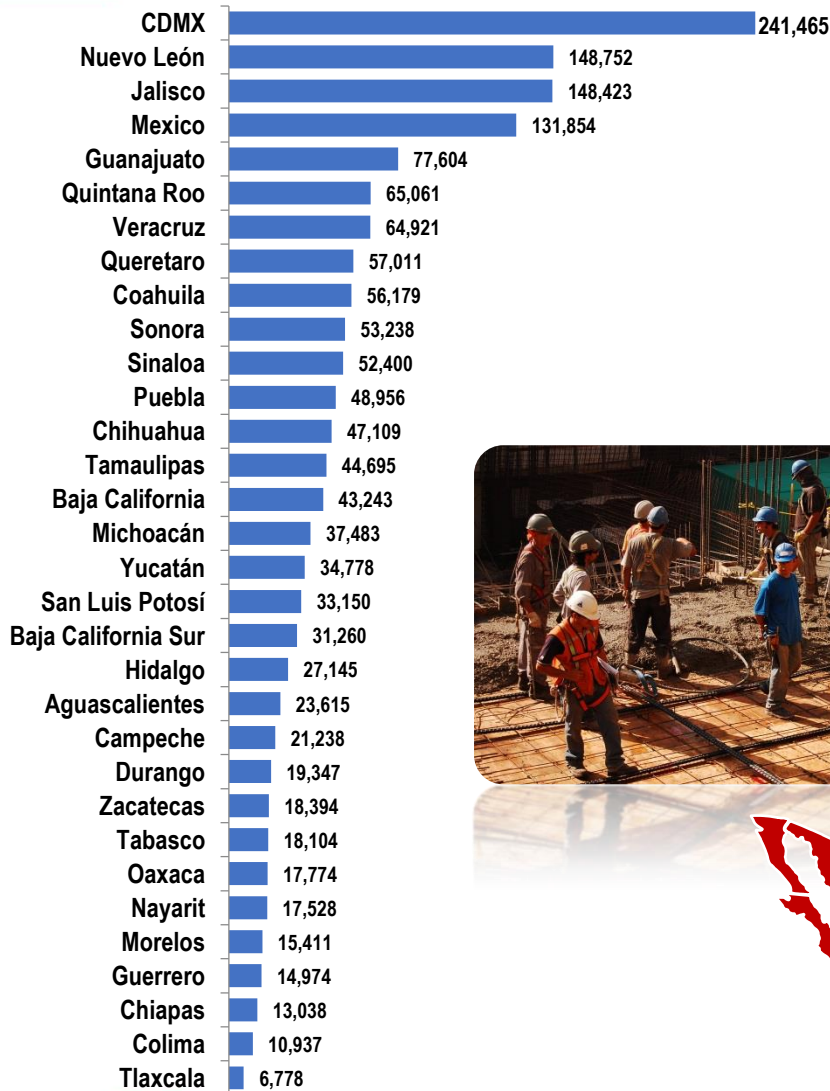 CDMX 241,465
Nuevo León 148,752
Jalisco 148,423
Mexico 131,854
Guanajuato 77,604
Quintana Roo 65,061
Veracruz 64,921
Queretaro 57,011
Coahuila 56,179
Sonora 53,238
Sinaloa 52,400
Puebla 48,956
Chihuahua 47,109
Tamaulipas 44,695
Baja California 43,243
Michoacán 37,483
Yucatán 34,778
San Luis Potosí 33,150
Baja California Sur 31,260
Hidalgo 27,145
Aguascalientes 23,615
Campeche 21,238
Durango 19,347
Zacatecas 18,394
Tabasco 18,104
Oaxaca 17,774
Nayarit 17,528
Morelos 15,411
Guerrero 14,974
Chiapas 13,038
Colima 10,937
Tlaxcala 6,778